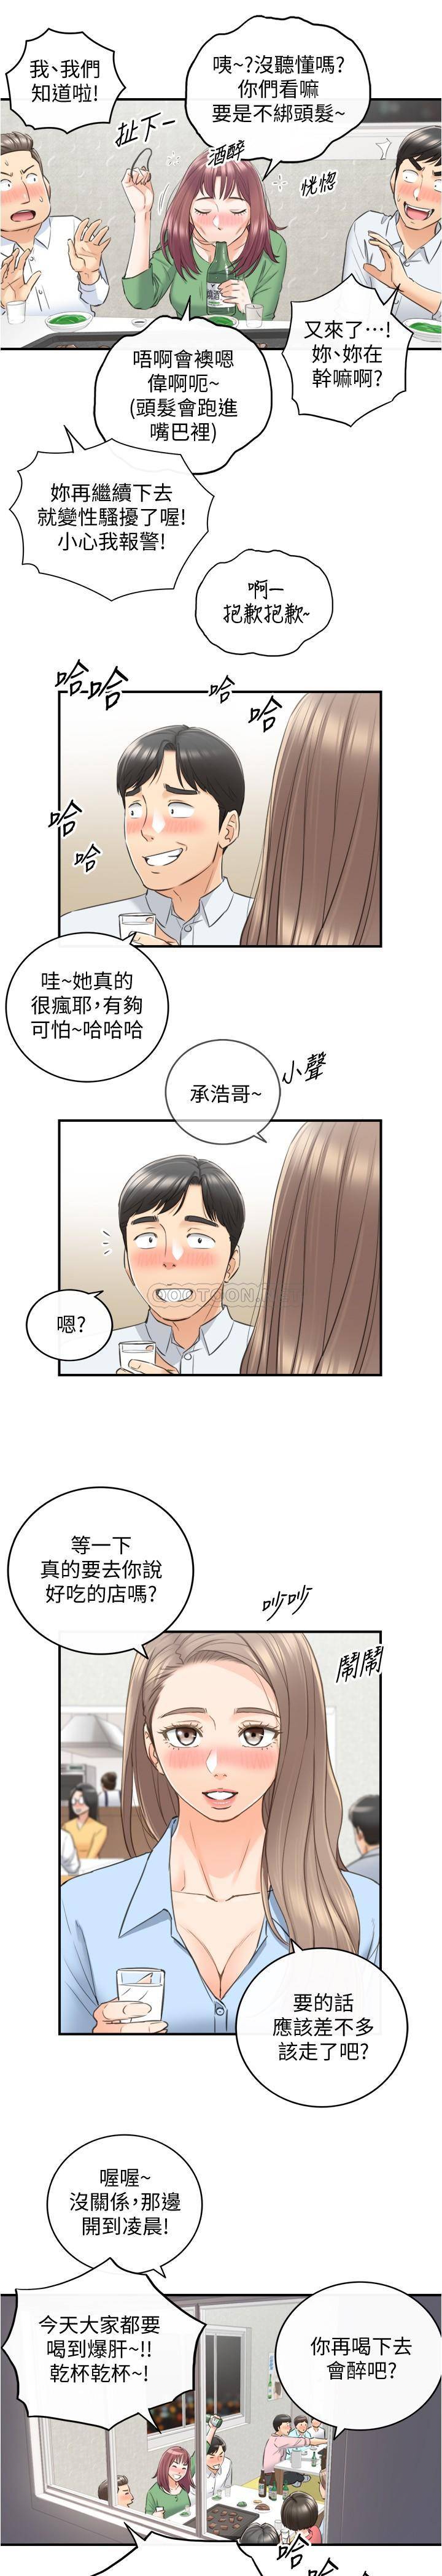 我、我們
知道啦!
咦~?沒聽懂嗎?
你們看嘛
要是不綁頭髮~
扯下—
酒醉
恍惚
又來了…!
妳、妳在
幹嘛啊?
唔啊會襖嗯
偉啊呃~
(頭髮會跑進
嘴巴裡)
妳再繼續下去
就變性騷擾了喔!
小心我報警!
啊—
抱歉抱歉~
哈哈
哈
哈
哈
哈
哇~她真的
很瘋耶,有夠
可怕~哈哈哈
承浩哥~
小聲
嗯?
等一下
真的要去你說
好吃的店嗎?
吵吵
鬧鬧
要的話
應該差不多
該走了吧?
喔喔~
沒關係,那邊
開到凌晨!
今天大家都要
喝到爆肝~!!
乾杯乾杯~!
你再喝下去
會醉吧?
哈